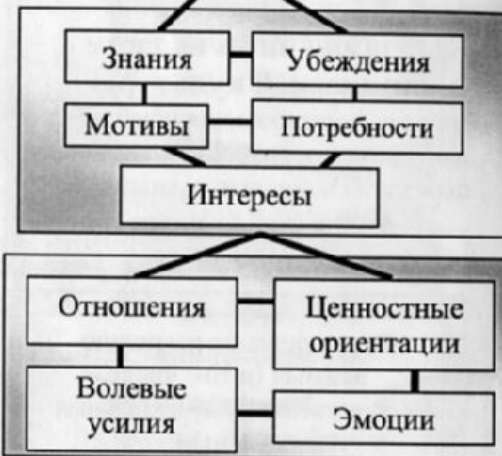 Знания
Убеждения
Мотивы
Потребности
Интересы
Отношения
Ценностные
ориентации
Волевые
усилия
Эмоции